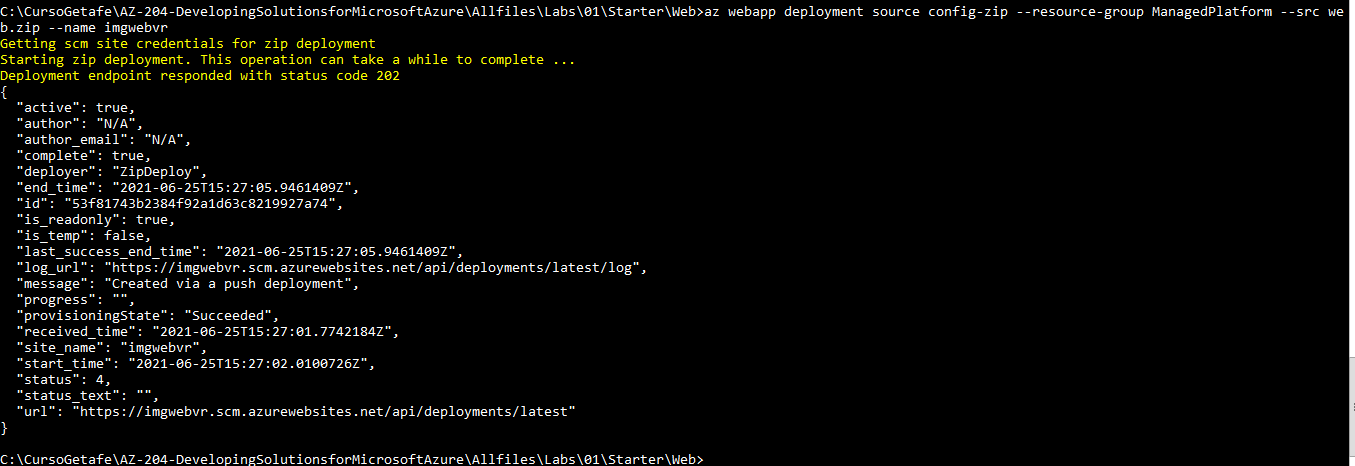 C:\CursoGetafe\AZ-204-DevelopingSolutionsforMicrosoftAzure\Allfiles\Labs\01\Starter\Web>az webapp deployment source config-zip --resource-group ManagedPlatform --src we
b.zip --name imgwebvr
Getting scm site credentials for zip deployment
Starting zip deployment. This operation can take a while to complete ...
Deployment endpoint responded with status code 202
{
  "active": true,
  "author": "N/A",
  "author_email": "N/A",
  "complete": true,
  "deployer": "ZipDeploy",
  "end_time": "2021-06-25T15:27:05.9461409Z",
  "id": "53f81743b2384f92a1d63c8219927a74",
  "is_readonly": true,
  "is_temp": false,
  "last_success_end_time": "2021-06-25T15:27:05.9461409Z",
  "log_url": "https://imgwebvr.scm.azurewebsites.net/api/deployments/latest/log",
  "message": "Created via a push deployment",
  "progress": "",
  "provisioningState": "Succeeded",
  "received_time": "2021-06-25T15:27:01.7742184Z",
  "site_name": "imgwebvr",
  "start_time": "2021-06-25T15:27:02.0100726Z",
  "status": 4,
  "status_text": "",
  "url": "https://imgwebvr.scm.azurewebsites.net/api/deployments/latest"
}
C:\CursoGetafe\AZ-204-DevelopingSolutionsforMicrosoftAzure\Allfiles\Labs\01\Starter\Web>